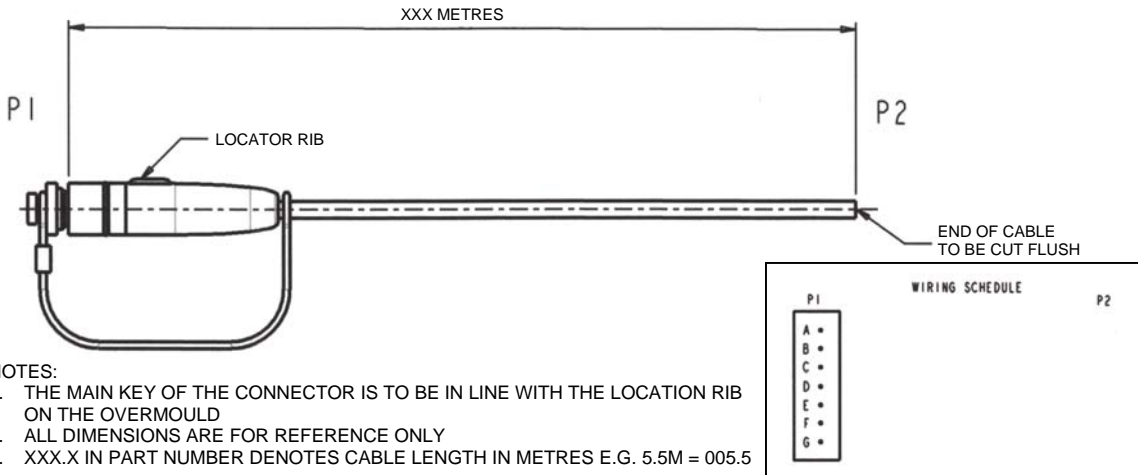 XXX METRES
P1
P2
LOCATOR RIB
END OF CABLE
TO BE CUT FLUSH
WIRING SCHEDULE
P1
P2
A
B
C
D
E
F
G
NOTES:
. THE MAIN KEY OF THE CONNECTOR IS TO BE IN LINE WITH THE LOCATION RIB
ON THE OVERMOULD
. ALL DIMENSIONS ARE FOR REFERENCE ONLY
. XXX.X IN PART NUMBER DENOTES CABLE LENGTH IN METRES E.G. 5.5M = 005.5